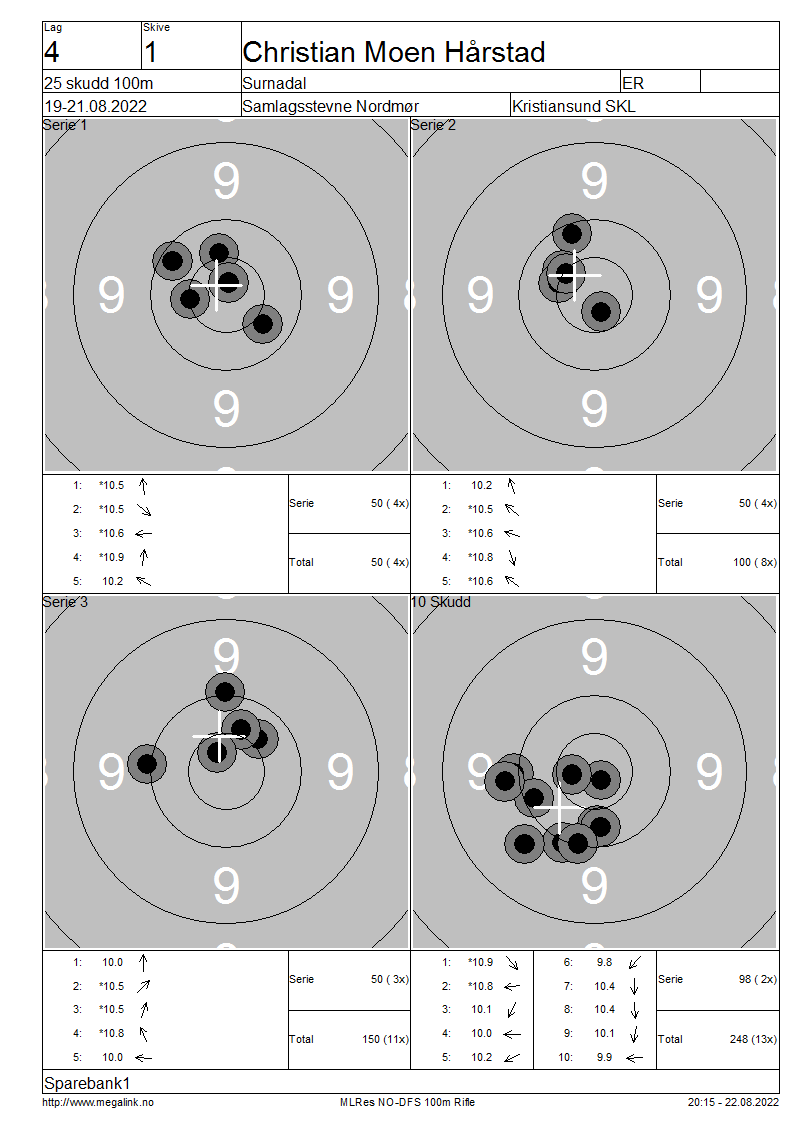 Lag Skive
4 1 Christian Moen Hårstad
25 skudd 100m Surnadal ER
19-21.08.2022 Samlagsstevne Nordmør Kristiansund SKL
Serie 1 Serie 2
9 9
9 9 9 9
9 9
1: *10.5 1: 10.2
2: *10.5 Serie 50 ( 4x) 2: *10.5 Serie 50 ( 4x)
3: *10.6 3: *10.6
4: *10.9 Total 50 ( 4x) 4: *10.8 Total 100 ( 8x)
5: 10.2 5: *10.6
Serie 3 10 Skudd
9 9
9 9 9 9
9 9
1: 10.0 1: *10.9 6: 9.8
2: *10.5 Serie 50 ( 3x) 2: *10.8 7: 10.4 Serie 98 ( 2x)
3: *10.5 3: 10.1 8: 10.4
4: *10.8 Total 150 (11x) 4: 10.0 9: 10.1 Total 248 (13x)
5: 10.0 5: 10.2 10: 9.9
Sparebank1
http://www.megalink.no MLRes NO-DFS 100m Rifle 20:15 - 22.08.2022